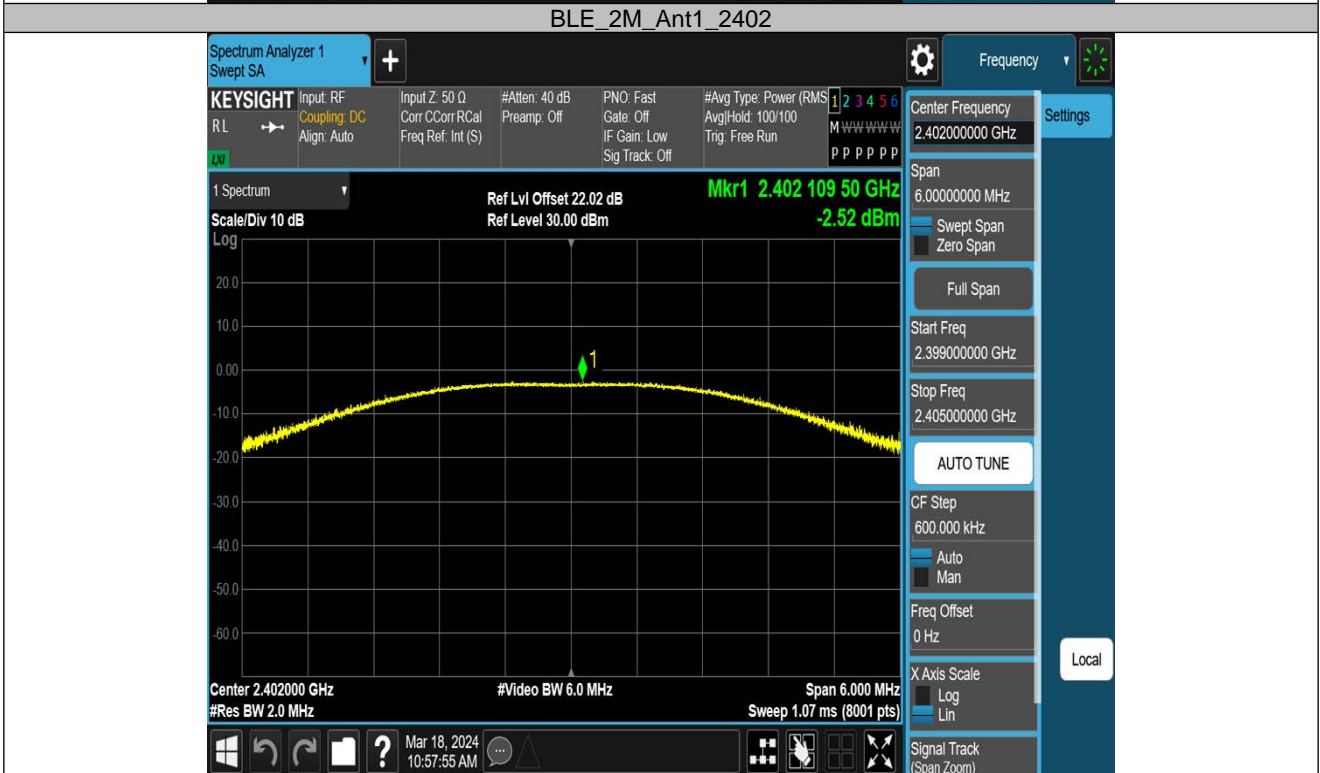 BLE_2M_Ant1_2402
Spectrum Analyzer 1
Swept SA
Frequency
KEYSIGHT
RL
LXI
Input: RF
Coupling: DC
Align: Auto
Input Z: 50 Ω
Corr CCorr RCal
Freq Ref: Int (S)
#Atten: 40 dB
Preamp: Off
PNO: Fast
Gate: Off
IF Gain: Low
Sig Track: Off
#Avg Type: Power (RMS
Avg|Hold: 100/100
Trig: Free Run
1 2 3 4 5 6
M W W W W W
P P P P P P
Center Frequency
2.402000000 GHz
Settings
Span
6.00000000 MHz
Swept Span
Zero Span
Full Span
Start Freq
2.399000000 GHz
Stop Freq
2.405000000 GHz
AUTO TUNE
CF Step
600.000 kHz
Auto
Man
Freq Offset
0 Hz
X Axis Scale
Log
Lin
Signal Track
(Span Zoom)
Local
1 Spectrum
Scale/Div 10 dB
Log
Ref Lvl Offset 22.02 dB
Ref Level 30.00 dBm
Mkr1 2.402 109 50 GHz
-2.52 dBm
20.0
10.0
0.00
-10.0
-20.0
-30.0
-40.0
-50.0
-60.0
1
Center 2.402000 GHz
#Res BW 2.0 MHz
#Video BW 6.0 MHz
Span 6.000 MHz
Sweep 1.07 ms (8001 pts)
?
Mar 18, 2024
10:57:55 AM